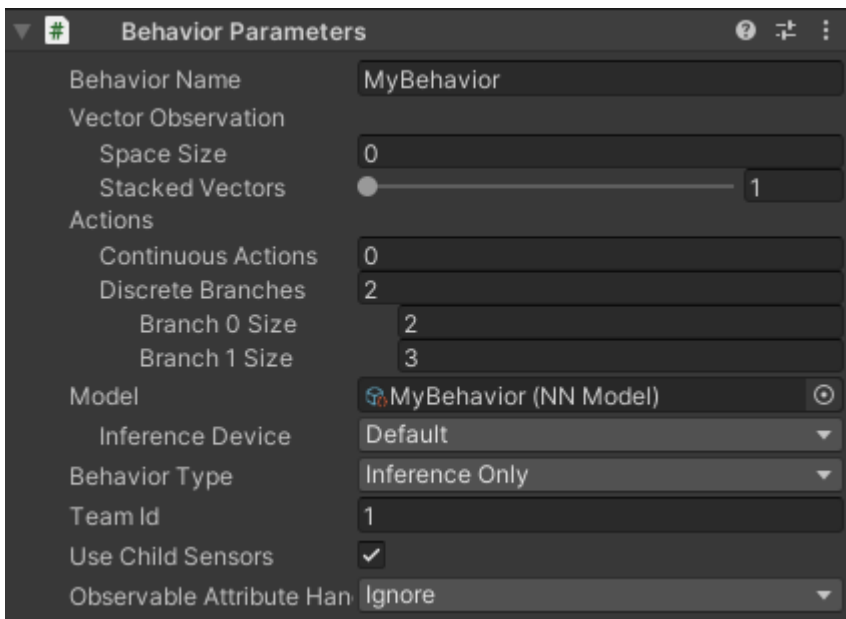 # Behavior Parameters
Behavior Name MyBehavior
Vector Observation
Space Size 0
Stacked Vectors 1
Actions
Continuous Actions 0
Discrete Branches 2
Branch 0 Size 2
Branch 1 Size 3
Model MyBehavior (NN Model)
Inference Device Default
Behavior Type Inference Only
Team Id 1
Use Child Sensors
Observable Attribute Han Ignore